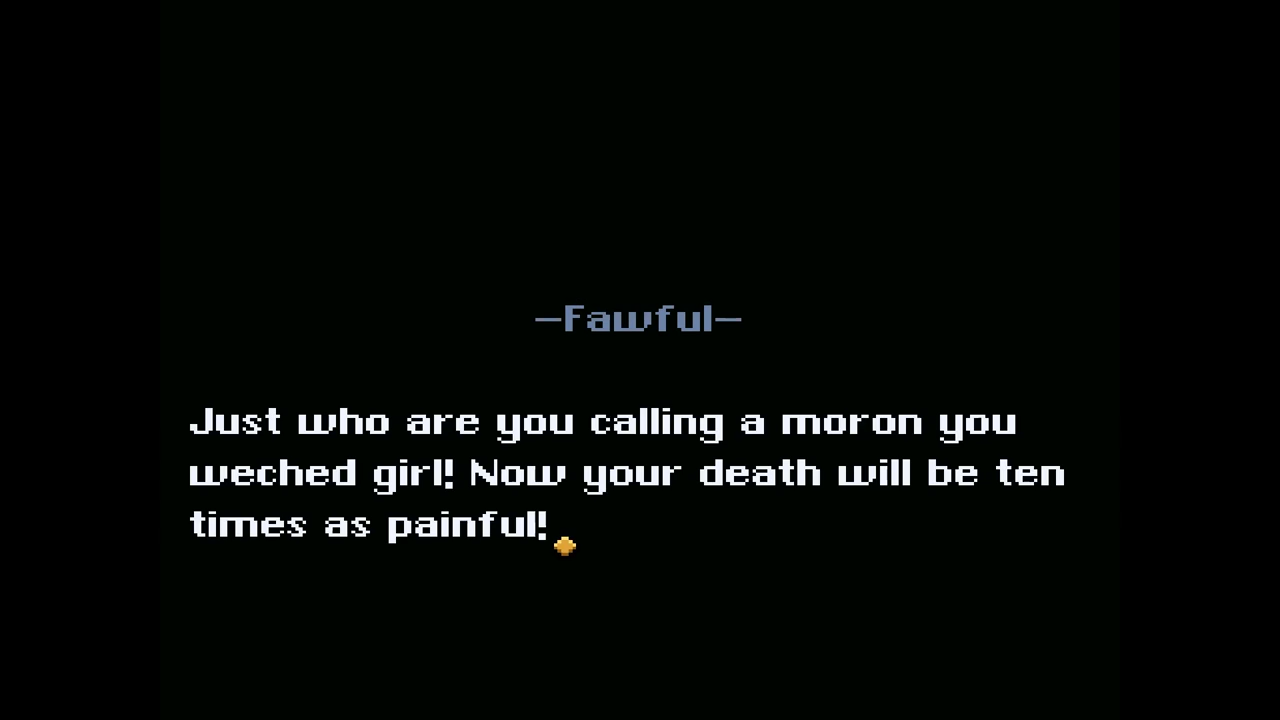 —Fawful—
Just who are you calling a moron you
weched girl! Now your death will be ten
times as painful!